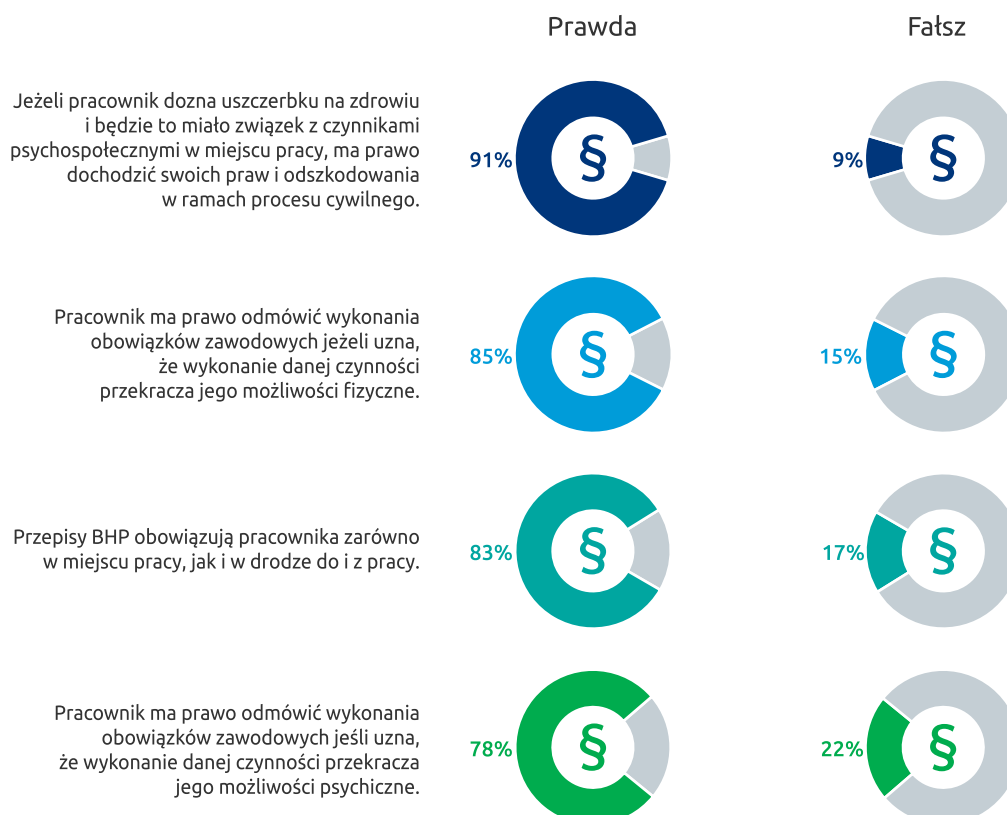 Prawda
Fałsz
Jeżeli pracownik dozna uszczerbku na zdrowiu
i będzie to miało związek z czynnikami
psychospołecznymi w miejscu pracy, ma prawo
dochodzić swoich praw i odszkodowania
w ramach procesu cywilnego.
91%
§
9%
§
Pracownik ma prawo odmówić wykonania
obowiązków zawodowych jeżeli uzna,
że wykonanie danej czynności
przekracza jego możliwości fizyczne.
85%
§
15%
§
Przepisy BHP obowiązują pracownika zarówno
w miejscu pracy, jak i w drodze do i z pracy.
83%
§
17%
§
Pracownik ma prawo odmówić wykonania
obowiązków zawodowych jeśli uzna,
że wykonanie danej czynności przekracza
jego możliwości psychiczne.
78%
§
22%
§